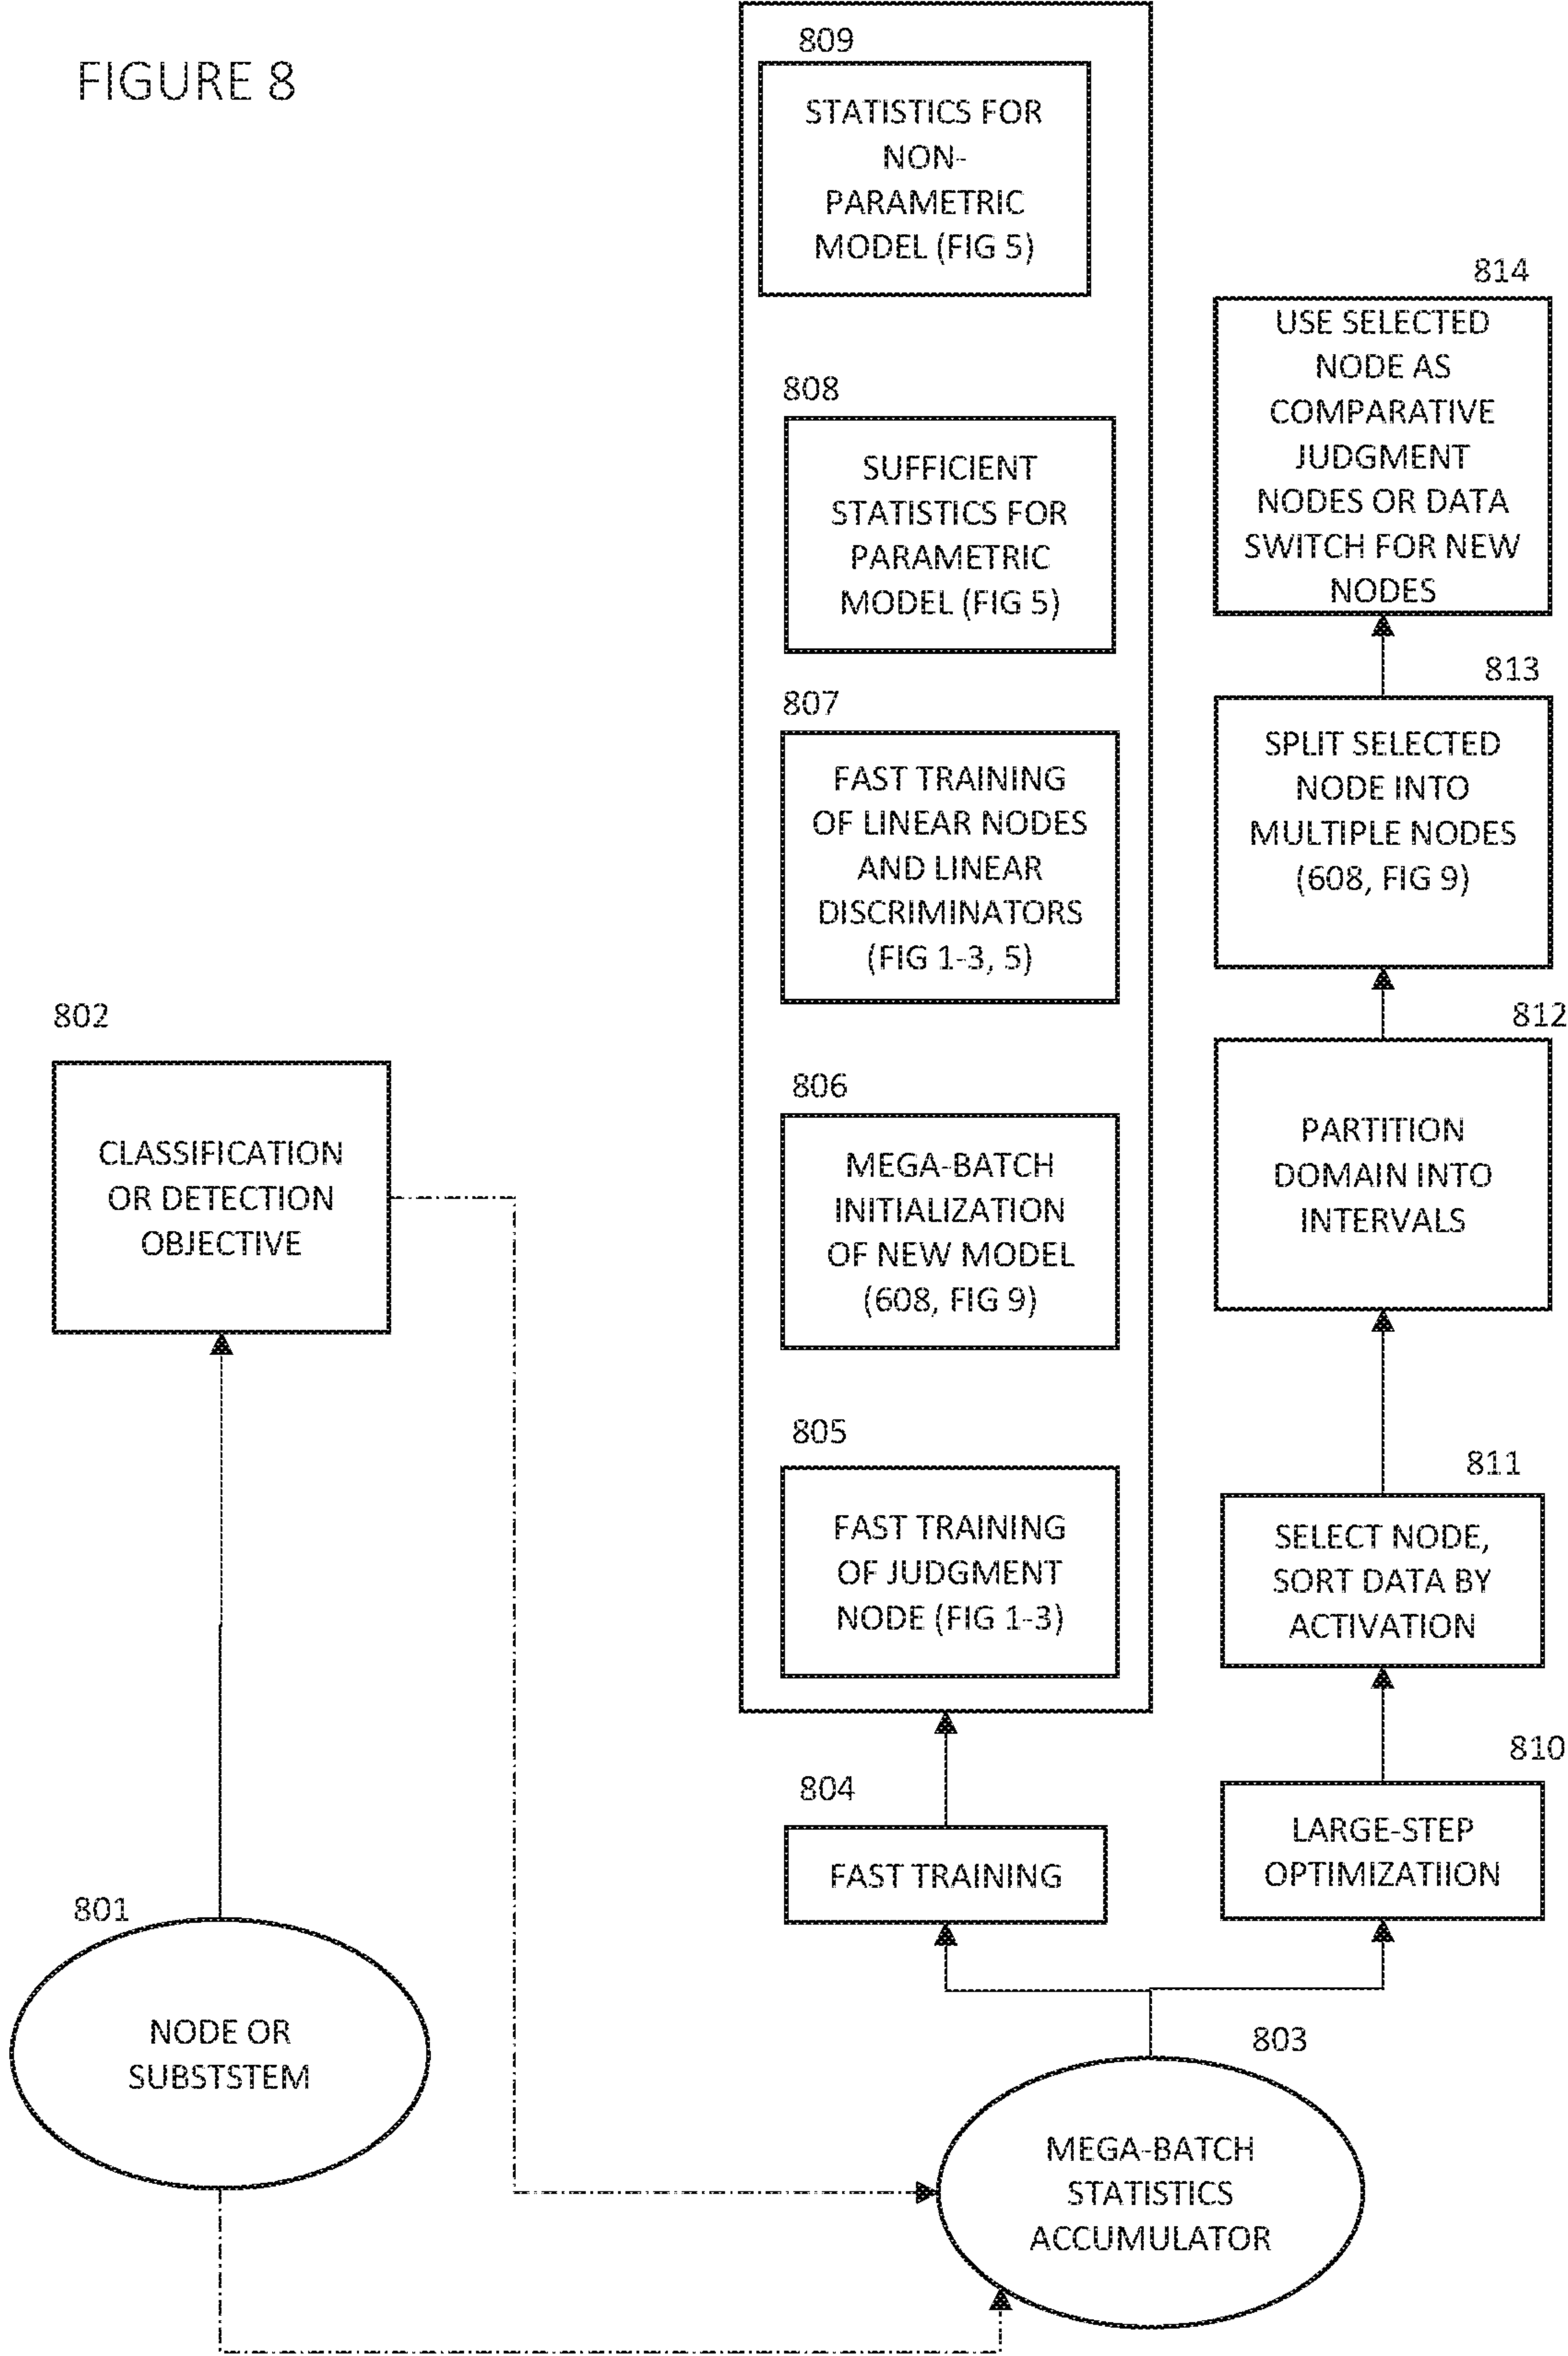 FIGURE 8
809
STATISTICS FOR
NON-
PARAMETRIC
MODEL (FIG 5)
808
SUFFICIENT
STATISTICS FOR
PARAMETRIC
MODEL (FIG 5)
807
FAST TRAINING
OF LINEAR NODES
AND LINEAR
DISCRIMINATORS
(FIG 1-3, 5)
806
MEGA-BATCH
INITIALIZATION
OF NEW MODEL
(608, FIG 9)
805
FAST TRAINING
OF JUDGMENT
NODE (FIG 1-3)
804
FAST TRAINING
814
USE SELECTED
NODE AS
COMPARATIVE
JUDGMENT
NODES OR DATA
SWITCH FOR NEW
NODES
813
SPLIT SELECTED
NODE INTO
MULTIPLE NODES
(608, FIG 9)
812
PARTITION
DOMAIN INTO
INTERVALS
811
SELECT NODE,
SORT DATA BY
ACTIVATION
810
LARGE-STEP
OPTIMIZATIION
802
CLASSIFICATION
OR DETECTION
OBJECTIVE
801
NODE OR
SUBSTSTEM
803
MEGA-BATCH
STATISTICS
ACCUMULATOR